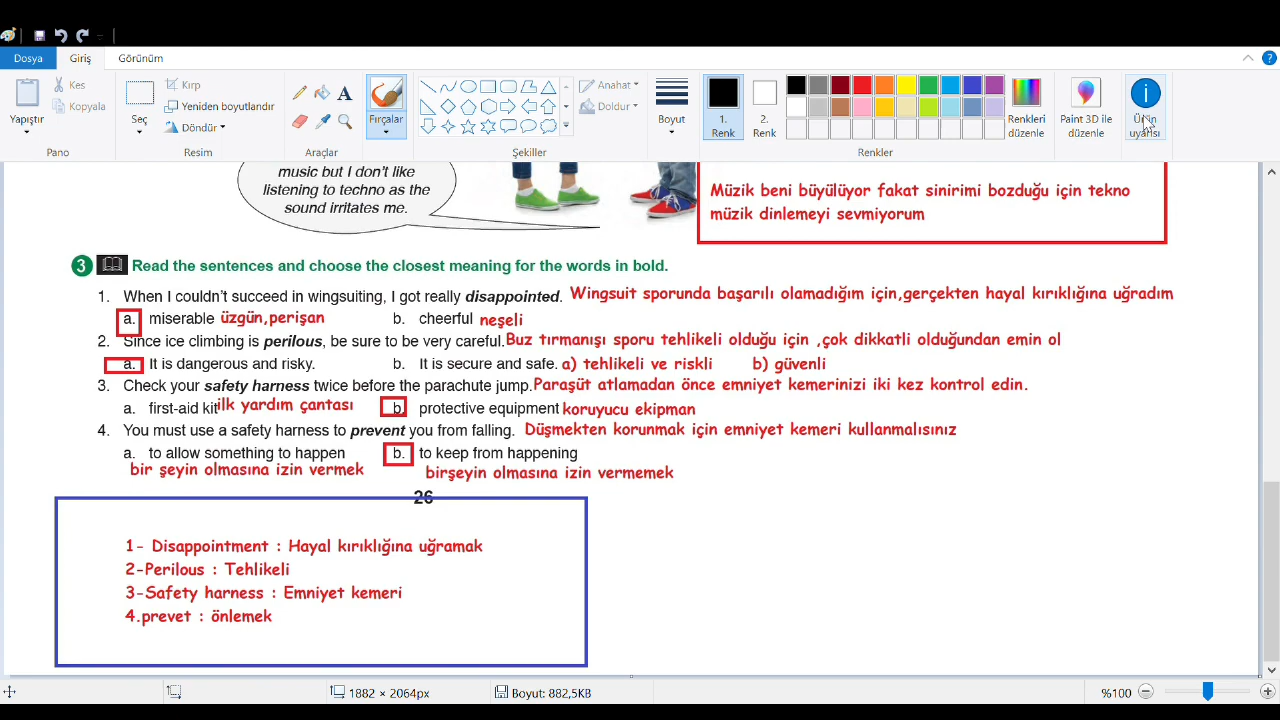 Dosya Giriş Görünüm
Yapıştır
Kes
Kopyala
Pano
Seç
Kırp
Yeniden boyutlandır
Döndür
Resim
A
Fırçalar
Araçlar
Anahat
Doldur
Şekiller
Boyut
1. Renk
2. Renk
Renkleri düzenle
Renkler
Paint 3D ile düzenle
Ürün uyarısı
music but I don't like
listening to techno as the
sound irritates me.
Müzik beni büyülüyor fakat sinirimi bozduğu için tekno
müzik dinlemeyi sevmiyorum
3 Read the sentences and choose the closest meaning for the words in bold.
1. When I couldn't succeed in wingsuiting, I got really disappointed. Wingsuit sporunda başarılı olamadığım için,gerçekten hayal kırıklığına uğradım
a. miserable üzgün,perişan b. cheerful neşeli
2. Since ice climbing is perilous, be sure to be very careful. Buz tırmanışı sporu tehlikeli olduğu için ,çok dikkatli olduğundan emin ol
a. It is dangerous and risky. b. It is secure and safe. a) tehlikeli ve riskli b) güvenli
3. Check your safety harness twice before the parachute jump. Paraşüt atlamadan önce emniyet kemerinizi iki kez kontrol edin.
a. first-aid kit ilk yardım çantası b. protective equipment koruyucu ekipman
4. You must use a safety harness to prevent you from falling. Düşmekten korunmak için emniyet kemeri kullanmalısınız
a. to allow something to happen b. to keep from happening
bir şeyin olmasına izin vermek birşeyin olmasına izin vermemek
26
1- Disappointment : Hayal kırıklığına uğramak
2-Perilous : Tehlikeli
3-Safety harness : Emniyet kemeri
4.prevet : önlemek
1882 × 2064px Boyut: 882,5KB %100